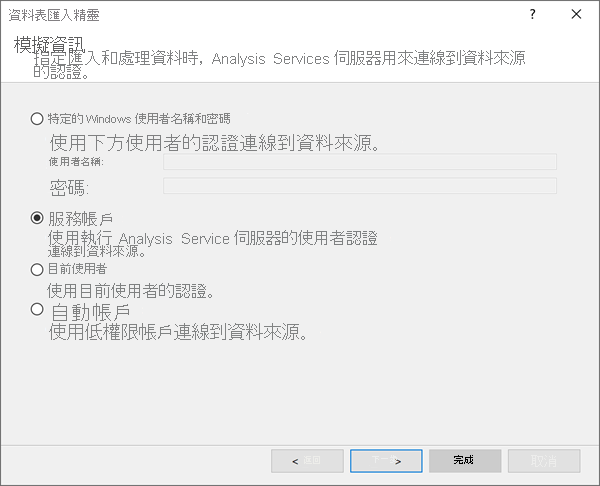 資料表匯入精靈
模擬資訊
指定匯入和處理資料時, Analysis Services 伺服器用來連線到資料來源
的認證。
特定的 Windows 使用者名稱和密碼
使用下方使用者的認證連線到資料來源。
使用者名稱:
密碼:
服務帳戶
使用執行 Analysis Service 伺服器的使用者認證
連線到資料來源。
目前使用者
使用目前使用者的認證。
自動帳戶
使用低權限帳戶連線到資料來源。
< 返回
下一步 >
完成
取消